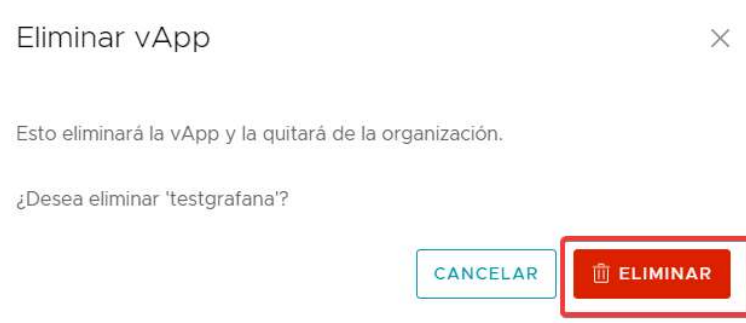 Eliminar vApp
Esto eliminará la vApp y la quitará de la organización.
¿Desea eliminar 'testgrafana'?
CANCELAR
ELIMINAR